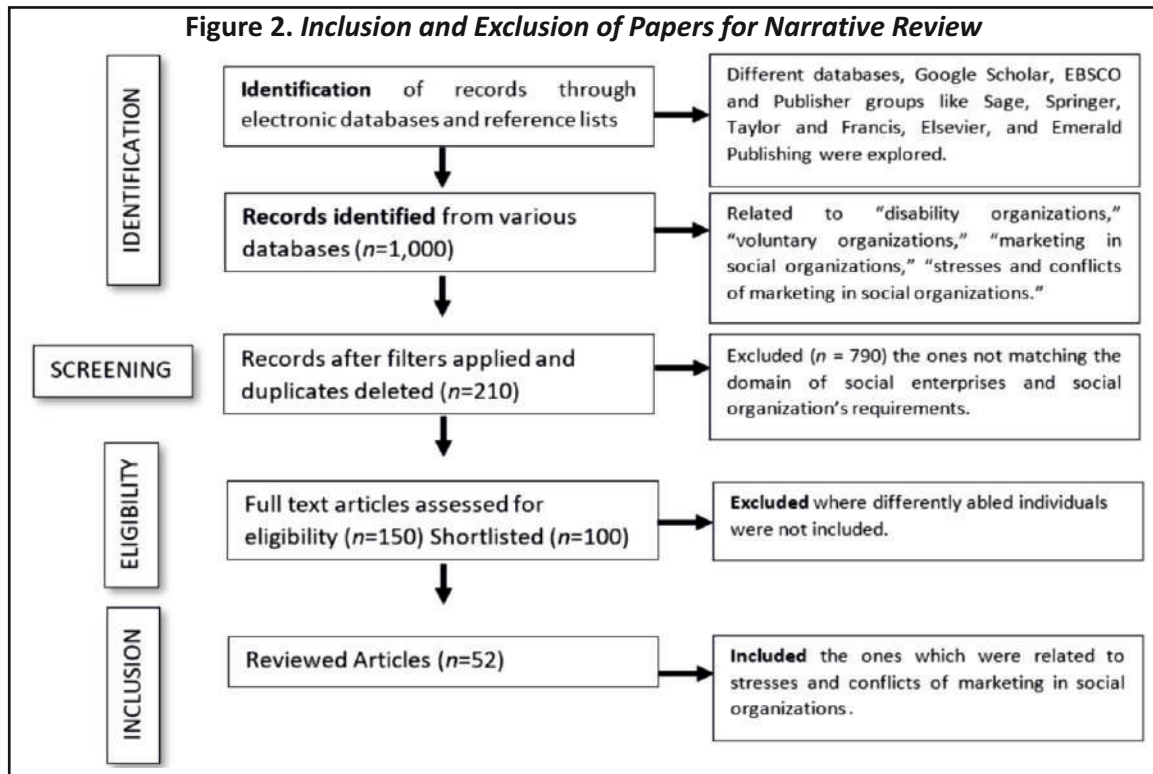 Figure 2. Inclusion and Exclusion of Papers for Narrative Review
IDENTIFICATION
Identification of records through
electronic databases and reference lists
Different databases, Google Scholar, EBSCO
and Publisher groups like Sage, Springer,
Taylor and Francis, Elsevier, and Emerald
Publishing were explored.
Records identified from various
databases (n=1,000)
Related to “disability organizations,”
“voluntary organizations,” “marketing in
social organizations,” “stresses and conflicts
of marketing in social organizations.”
SCREENING
Records after filters applied and
duplicates deleted (n=210)
Excluded (n = 790) the ones not matching the
domain of social enterprises and social
organization’s requirements.
ELIGIBILITY
Full text articles assessed for
eligibility (n=150) Shortlisted (n=100)
Excluded where differently abled individuals
were not included.
INCLUSION
Reviewed Articles (n=52)
Included the ones which were related to
stresses and conflicts of marketing in social
organizations.